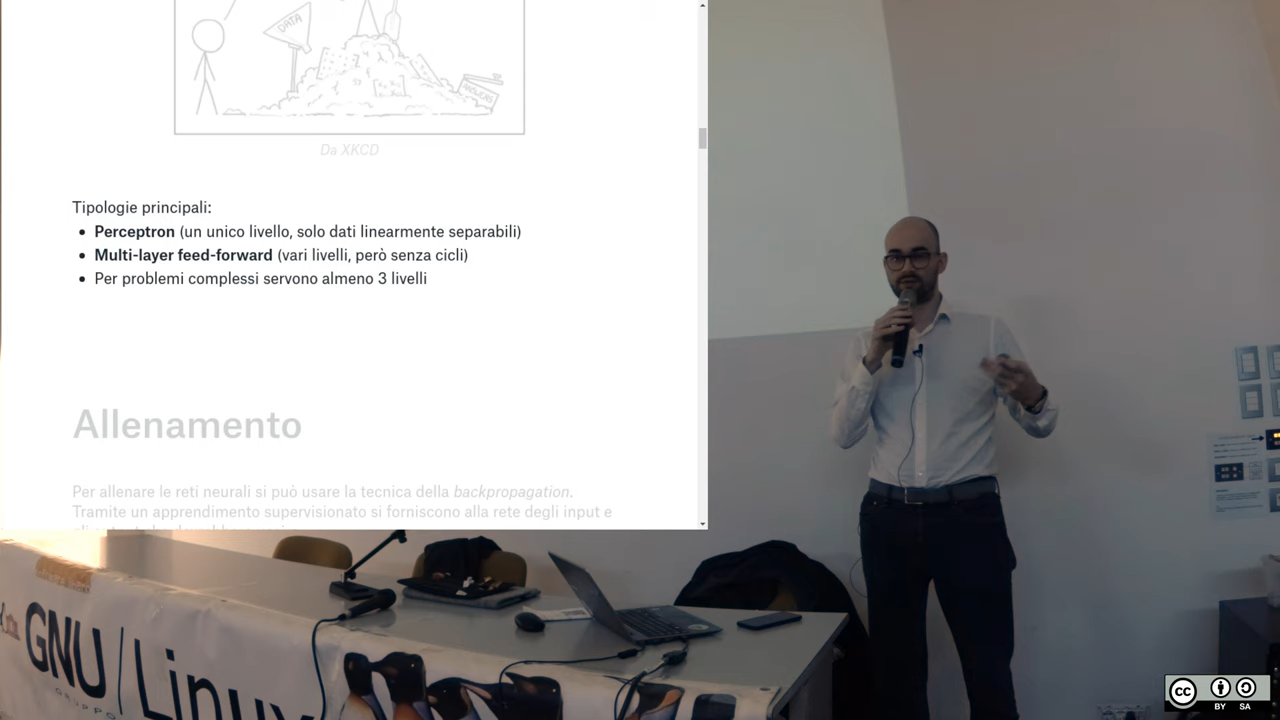 DATA
Da XKCD
Tipologie principali:
• Perceptron (un unico livello, solo dati linearmente separabili)
• Multi-layer feed-forward (vari livelli, però senza cicli)
• Per problemi complessi servono almeno 3 livelli
Allenamento
Per allenare le reti neurali si può usare la tecnica della backpropagation.
Tramite un apprendimento supervisionato si forniscono alla rete degli input e
GNU/Linux
GRUPPO
cc
BY SA